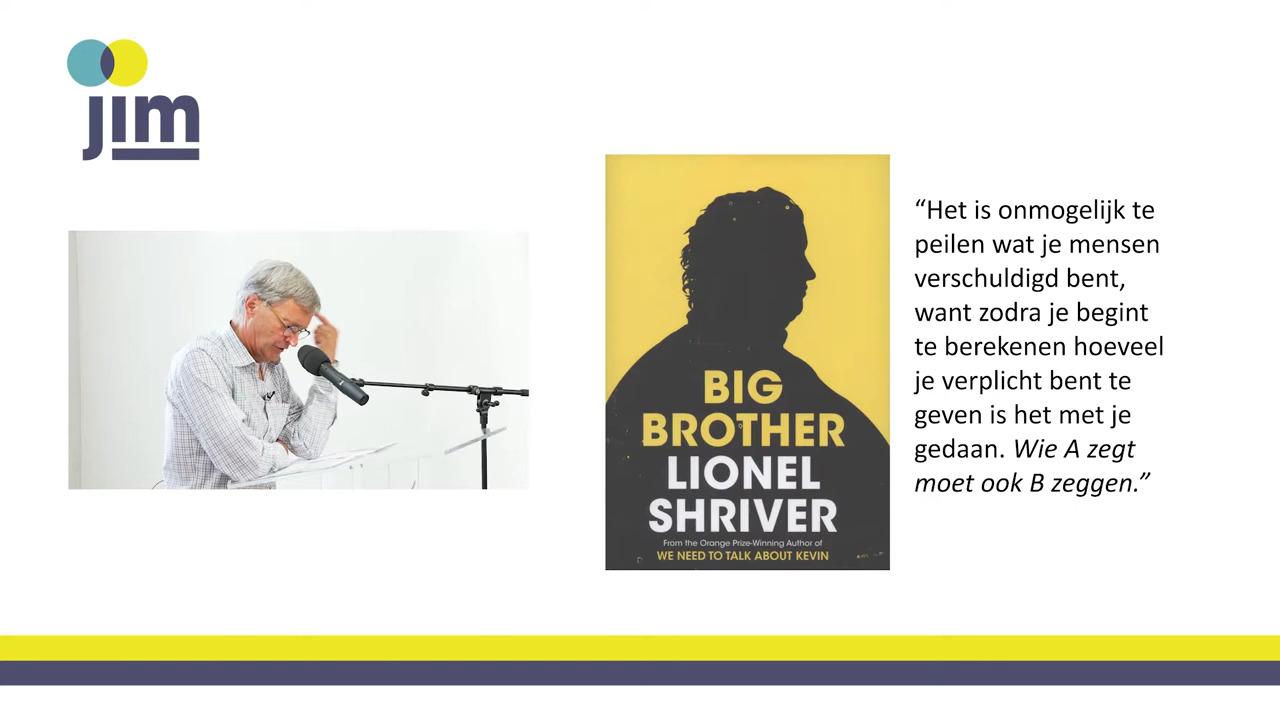 jim
BIG
BROTHER
LIONEL
SHRIVER
From the Orange Prize-Winning Author of
WE NEED TO TALK ABOUT KEVIN
“Het is onmogelijk te
peilen wat je mensen
verschuldigd bent,
want zodra je begint
te berekenen hoeveel
je verplicht bent te
geven is het met je
gedaan. Wie A zegt
moet ook B zeggen.”